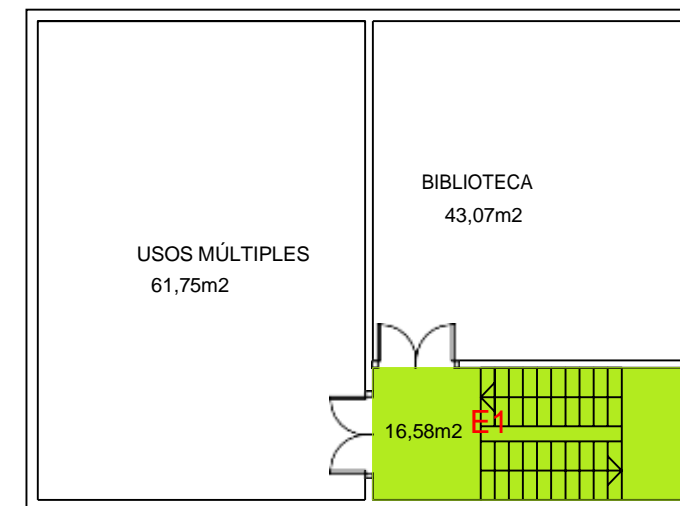 BIBLIOTECA
43,07m2
USOS MÚLTIPLES
61,75m2
16,58m2
E1